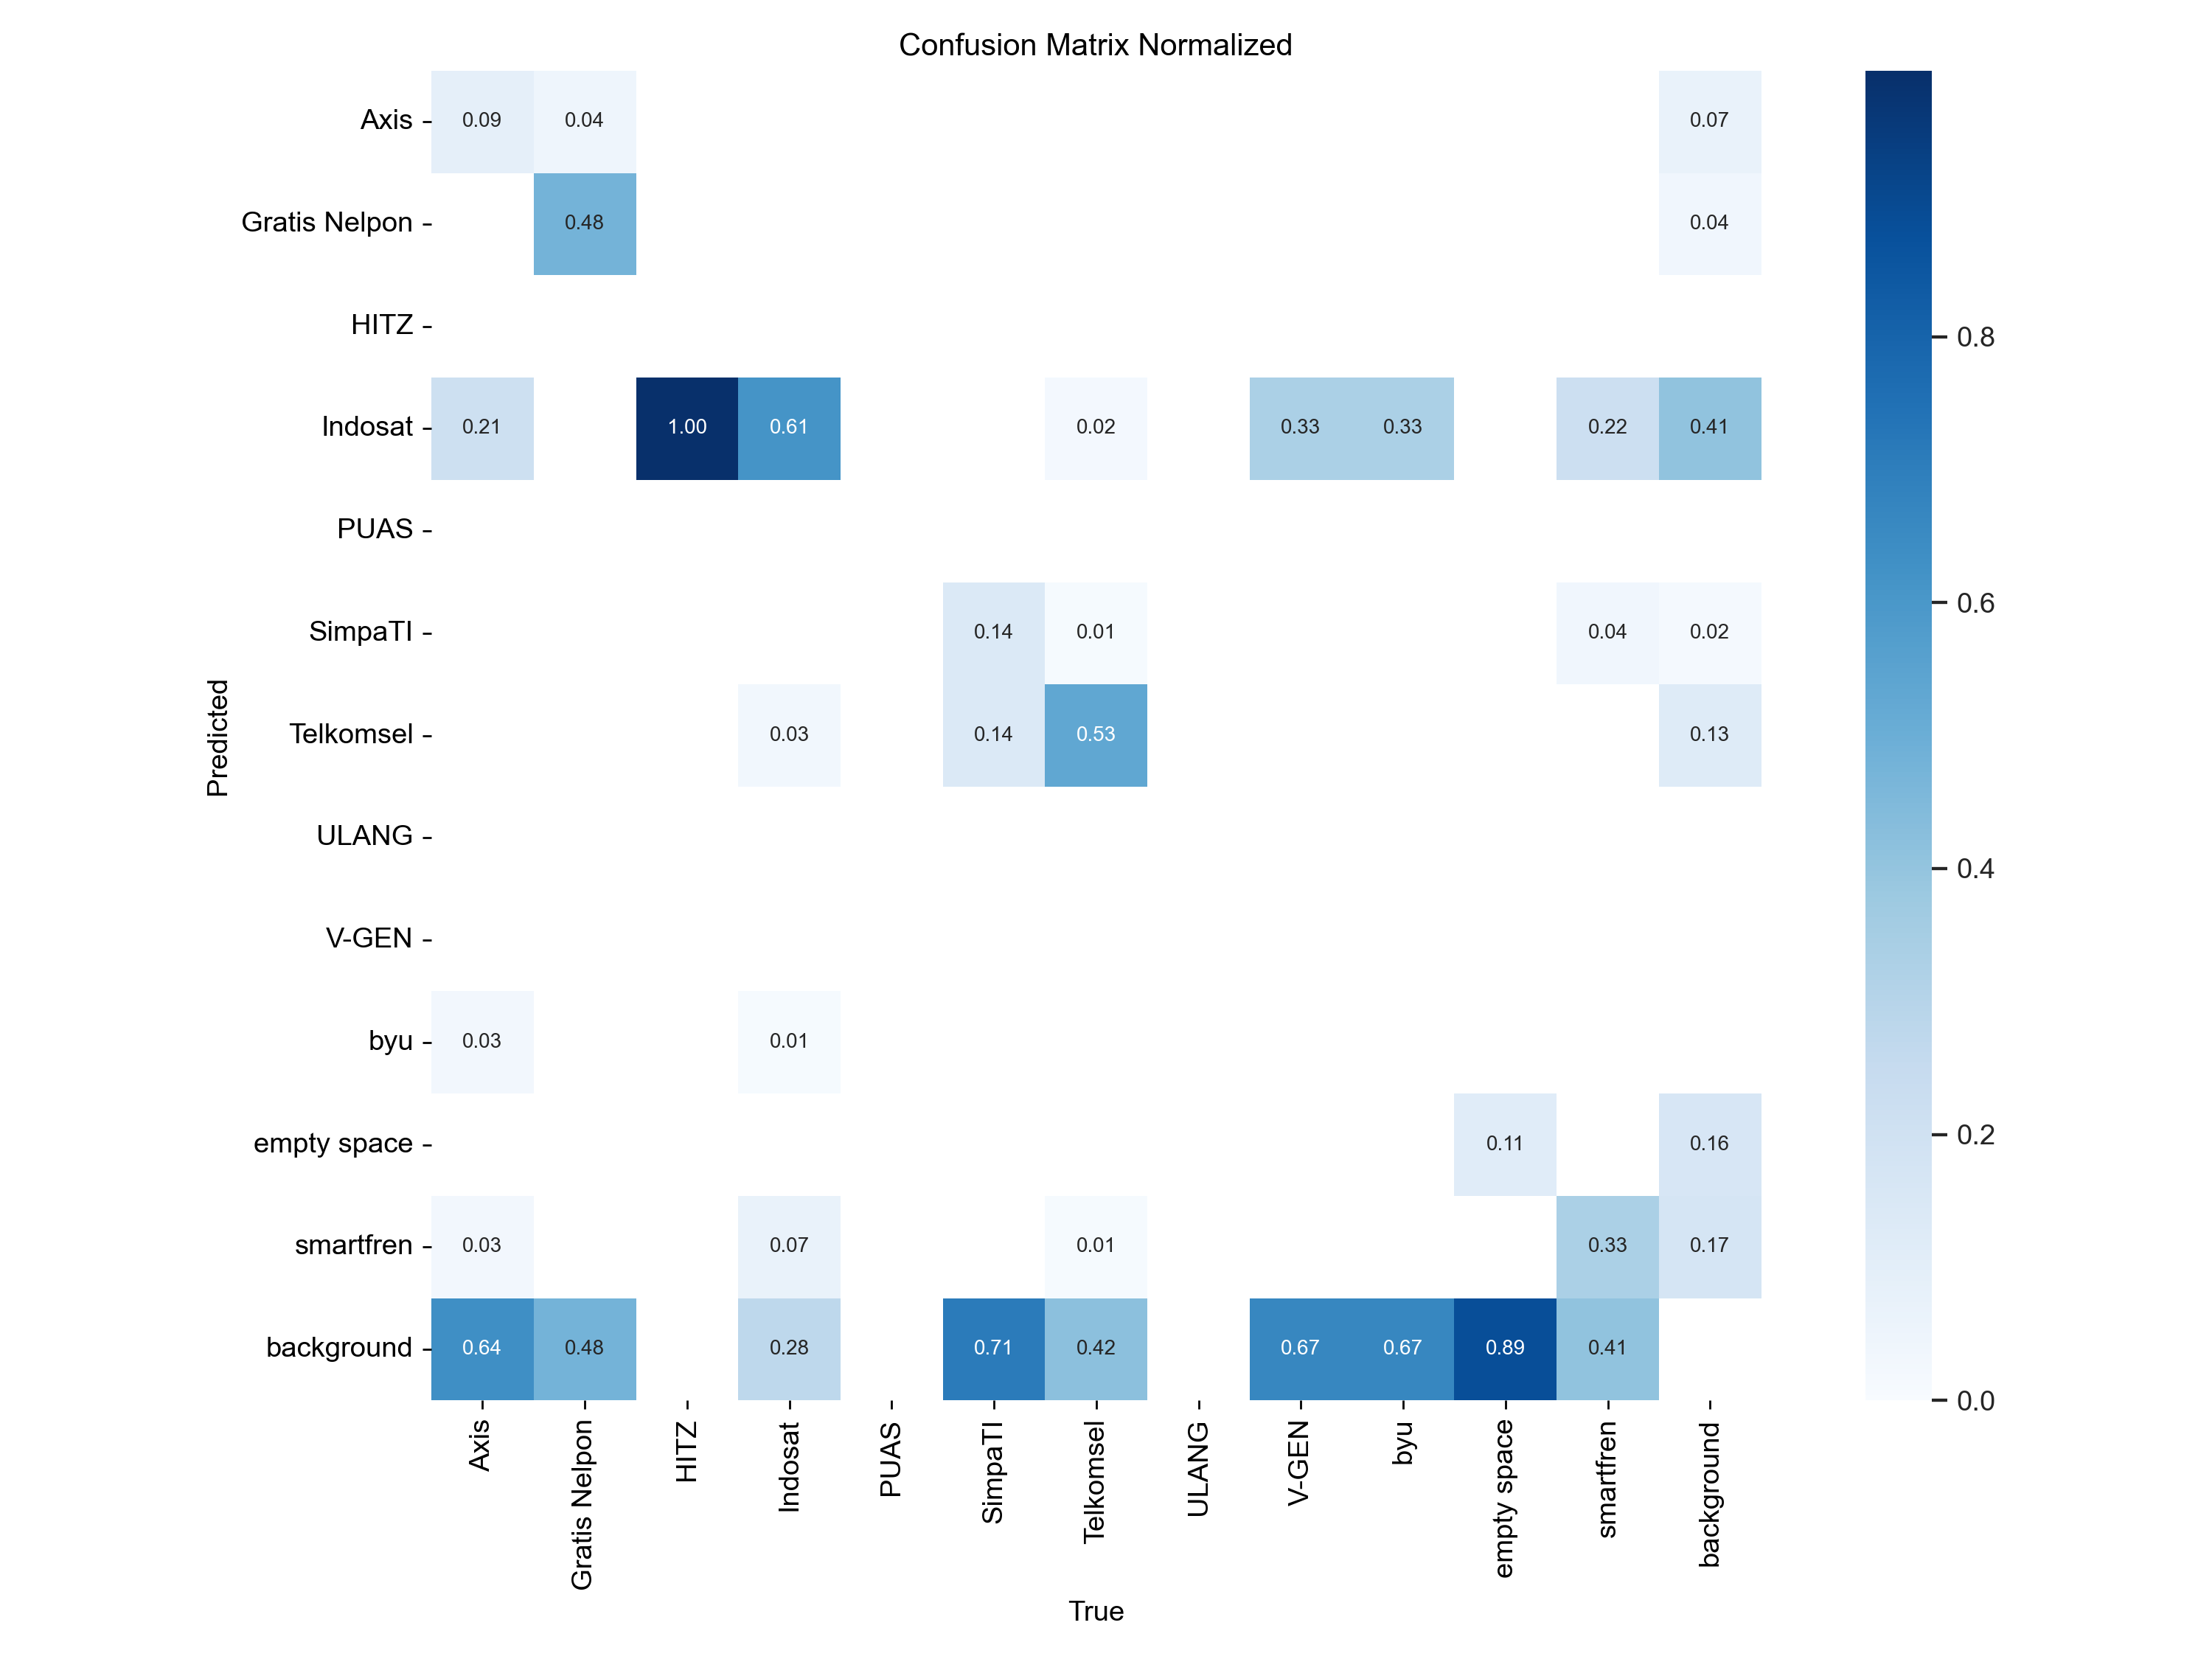 Confusion Matrix Normalized
Axis 0.09 0.04 0.07
Gratis Nelpon 0.48 0.04
HITZ
Indosat 0.21 1.00 0.61 0.02 0.33 0.33 0.22 0.41
PUAS
SimpaTI 0.14 0.01 0.04 0.02
Telkomsel 0.03 0.14 0.53 0.13
ULANG
V-GEN
byu 0.03 0.01
empty space 0.11 0.16
smartfren 0.03 0.07 0.01 0.33 0.17
background 0.64 0.48 0.28 0.71 0.42 0.67 0.67 0.89 0.41
Predicted
Axis
Gratis Nelpon
HITZ
Indosat
PUAS
SimpaTI
Telkomsel
ULANG
V-GEN
byu
empty space
smartfren
background
True
0.8
0.6
0.4
0.2
0.0